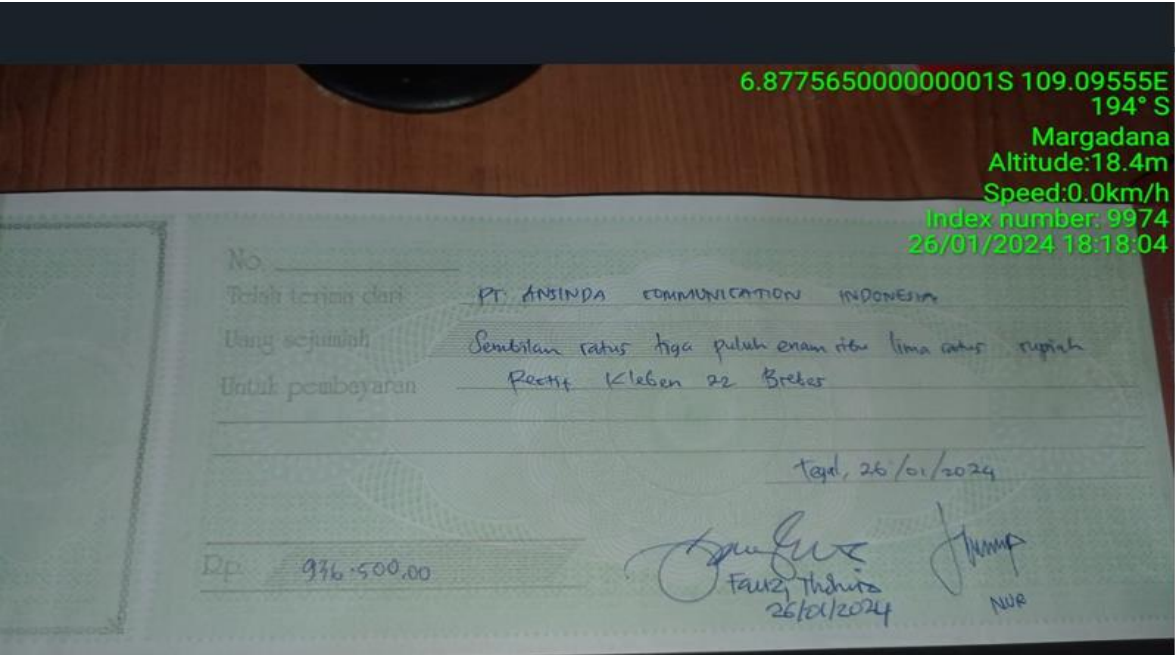 6.877565000000001S 109.09555E
194° S
Margadana
Altitude:18.4m
Speed:0.0km/h
Index number: 9974
26/01/2024 18:18:04
No.
Telah terima dari PT. ANSINDA COMMUNICATION INDONESIA
Uang sejumlah Sembilan ratus tiga puluh enam ribu lima ratus rupiah
Untuk pembayaran Rectif Kleben 22 Brebes
Tegal, 26/01/2024
Rp. 936.500,00
Fauzi
26/01/2024
NUR